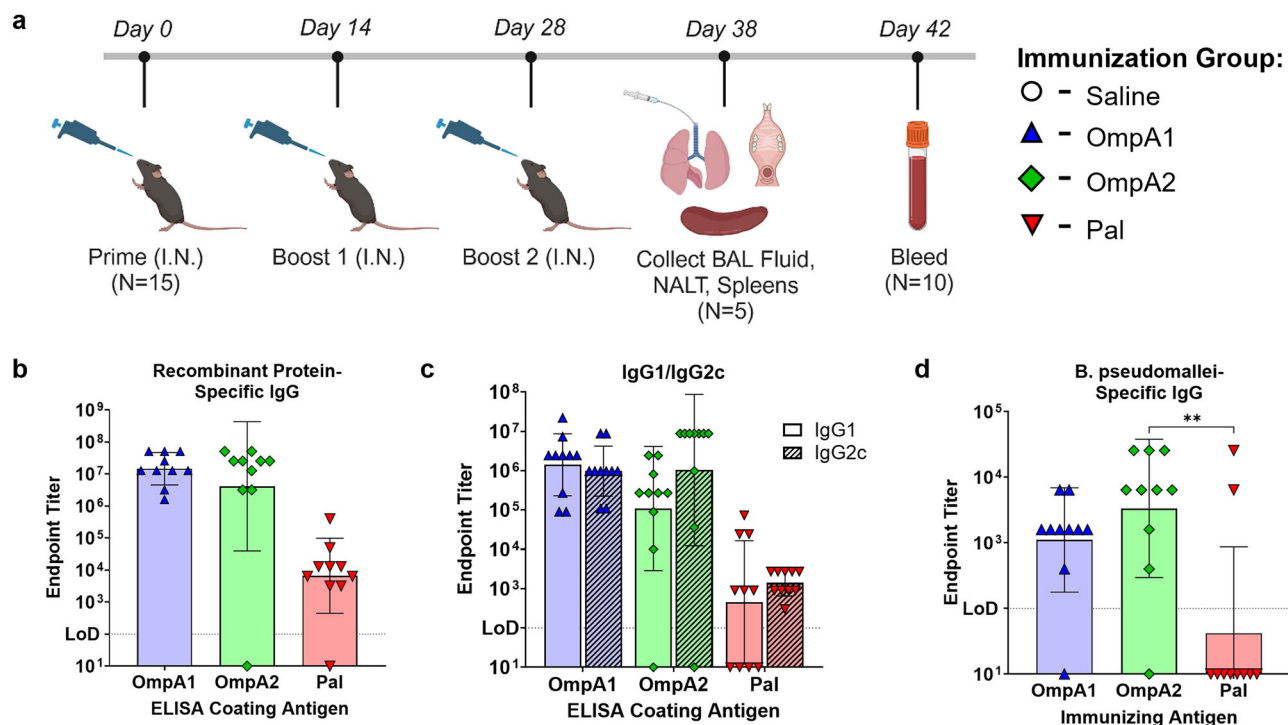 a
Day 0
Day 14
Day 28
Day 38
Day 42
Prime (I.N.)
(N=15)
Boost 1 (I.N.)
Boost 2 (I.N.)
Collect BAL Fluid,
NALT, Spleens
(N=5)
Bleed
(N=10)
Immunization Group:
- Saline
- OmpA1
- OmpA2
- Pal
b
Recombinant Protein-
Specific IgG
Endpoint Titer
10⁹
10⁸
10⁷
10⁶
10⁵
10⁴
10³
LoD
10¹
OmpA1
OmpA2
Pal
ELISA Coating Antigen
c
IgG1/IgG2c
Endpoint Titer
10⁸
10⁷
10⁶
10⁵
10⁴
10³
LoD
10¹
IgG1
IgG2c
OmpA1
OmpA2
Pal
ELISA Coating Antigen
d
B. pseudomallei-
Specific IgG
Endpoint Titer
10⁵
10⁴
10³
LoD
10¹
**
OmpA1
OmpA2
Pal
Immunizing Antigen